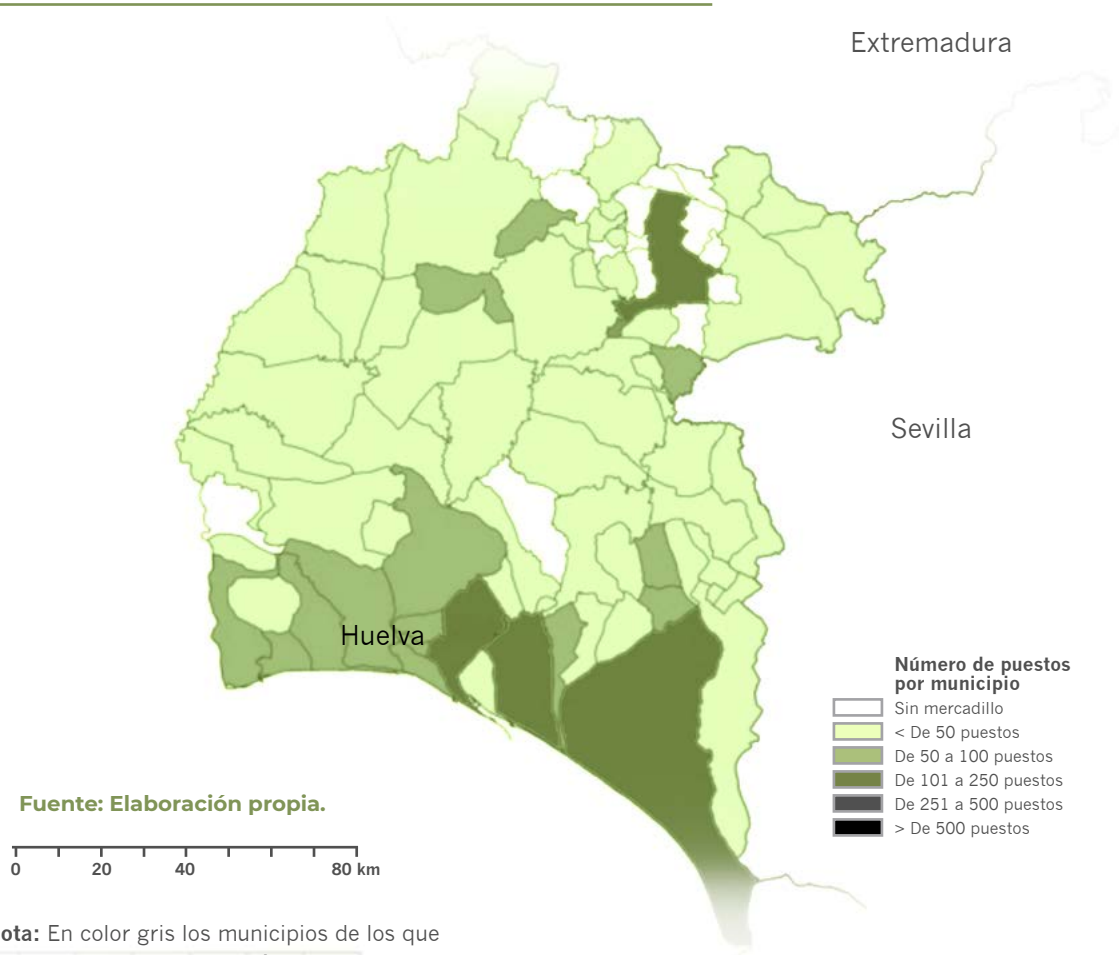 Extremadura
Sevilla
Huelva
Número de puestos
por municipio
Sin mercadillo
< De 50 puestos
De 50 a 100 puestos
De 101 a 250 puestos
De 251 a 500 puestos
> De 500 puestos
Fuente: Elaboración propia.
0 20 40 80 km
ota: En color gris los municipios de los que